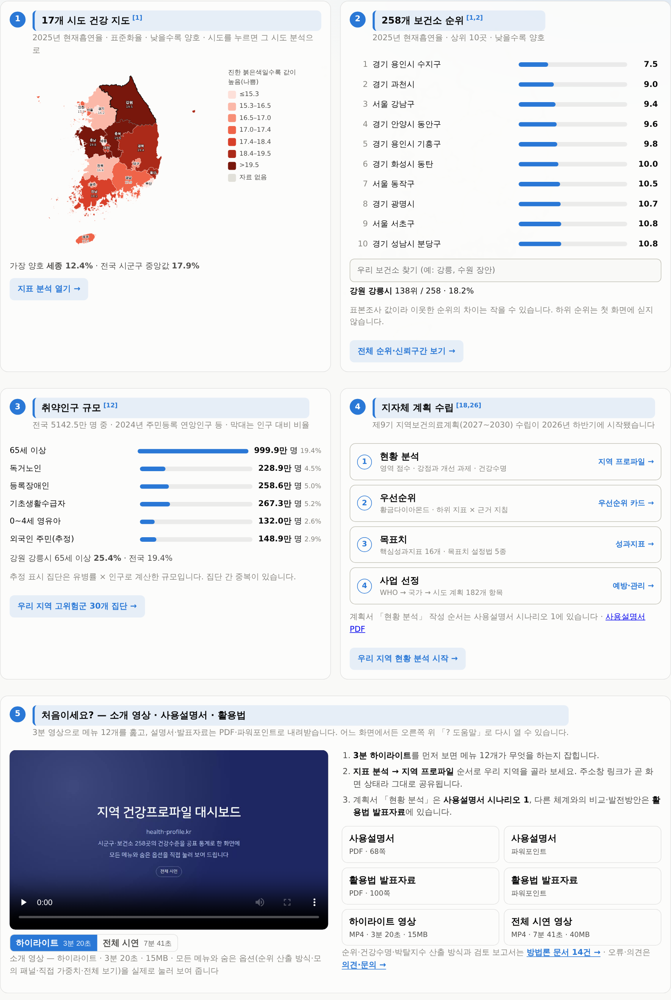 1 17개 시도 건강 지도 [1]
2025년 현재흡연율 · 표준화율 · 낮을수록 양호 · 시도를 누르면 그 시도 분석으
로
진한 붉은색일수록 값이
높음(나쁨)
≤15.3
15.3–16.5
16.5–17.0
17.0–17.4
17.4–18.4
18.4–19.5
>19.5
자료 없음
강원
19.5
인천
서울
경기
16.2
충북
19.6
충남
19.8
세종
대전
경북
19.4
전북
16.4
대구
울산
경남
17.0
부산
광주
전남
18.2
제주
17.2
가장 양호 세종 12.4% · 전국 시군구 중앙값 17.9%
지표 분석 열기 →
2 258개 보건소 순위 [1,2]
2025년 현재흡연율 · 상위 10곳 · 낮을수록 양호
1 경기 용인시 수지구 7.5
2 경기 과천시 9.0
3 서울 강남구 9.4
4 경기 안양시 동안구 9.6
5 경기 용인시 기흥구 9.8
6 경기 화성시 동탄 10.0
7 서울 동작구 10.5
8 경기 광명시 10.7
9 서울 서초구 10.8
10 경기 성남시 분당구 10.8
우리 보건소 찾기 (예: 강릉, 수원 장안)
강원 강릉시 138위 / 258 · 18.2%
표본조사 값이라 이웃한 순위의 차이는 작을 수 있습니다. 하위 순위는 첫 화면에 싣지
않습니다.
전체 순위·신뢰구간 보기 →
3 취약인구 규모 [12]
전국 5142.5만 명 중 · 2024년 주민등록 연앙인구 등 · 막대는 인구 대비 비율
65세 이상 999.9만 명 19.4%
독거노인 228.9만 명 4.5%
등록장애인 258.6만 명 5.0%
기초생활수급자 267.3만 명 5.2%
0~4세 영유아 132.0만 명 2.6%
외국인 주민(추정) 148.9만 명 2.9%
강원 강릉시 65세 이상 25.4% · 전국 19.4%
추정 표시 집단은 유병률 × 인구로 계산한 규모입니다. 집단 간 중복이 있습니다.
우리 지역 고위험군 30개 집단 →
4 지자체 계획 수립 [18,26]
제9기 지역보건의료계획(2027~2030) 수립이 2026년 하반기에 시작됐습니다
1 현황 분석 지역 프로파일 →
영역 점수 · 강점과 개선 과제 · 건강수명
2 우선순위 우선순위 카드 →
황금다이아몬드 · 하위 지표 × 근거 지침
3 목표치 성과지표 →
핵심성과지표 16개 · 목표치 설정법 5종
4 사업 선정 예방·관리 →
WHO → 국가 → 시도 계획 182개 항목
계획서 「현황 분석」 작성 순서는 사용설명서 시나리오 1에 있습니다 · 사용설명서
PDF
우리 지역 현황 분석 시작 →
5 처음이세요? — 소개 영상 · 사용설명서 · 활용법
3분 영상으로 메뉴 12개를 훑고, 설명서·발표자료는 PDF·파워포인트로 내려받습니다. 어느 화면에서든 오른쪽 위 「? 도움말」로 다시 열 수 있습니다.
지역 건강프로파일 대시보드
health-profile.kr
시군구·보건소 258곳의 건강수준을 공표 통계로 한 화면에
모든 메뉴와 숨은 옵션을 직접 눌러 보여 드립니다
전체 시연
0:00
하이라이트 3분 20초 전체 시연 7분 41초
소개 영상 — 하이라이트 · 3분 20초 · 15MB · 모든 메뉴와 숨은 옵션(순위 산출 방식·모
의 패널·직접 가중치·전체 보기)을 실제로 눌러 보여 줍니다
1. 3분 하이라이트를 먼저 보면 메뉴 12개가 무엇을 하는지 잡힙니다.
2. 지표 분석 → 지역 프로파일 순서로 우리 지역을 골라 보세요. 주소창 링크가 곧 화
면 상태라 그대로 공유됩니다.
3. 계획서 「현황 분석」은 사용설명서 시나리오 1, 다른 체계와의 비교·발전방안은 활
용법 발표자료에 있습니다.
사용설명서
PDF · 68쪽
사용설명서
파워포인트
활용법 발표자료
PDF · 100쪽
활용법 발표자료
파워포인트
하이라이트 영상
MP4 · 3분 20초 · 15MB
전체 시연 영상
MP4 · 7분 41초 · 40MB
순위·건강수명·박탈지수 산출 방식과 검토 보고서는 방법론 문서 14건 → · 오류·의견은
의견·문의 →